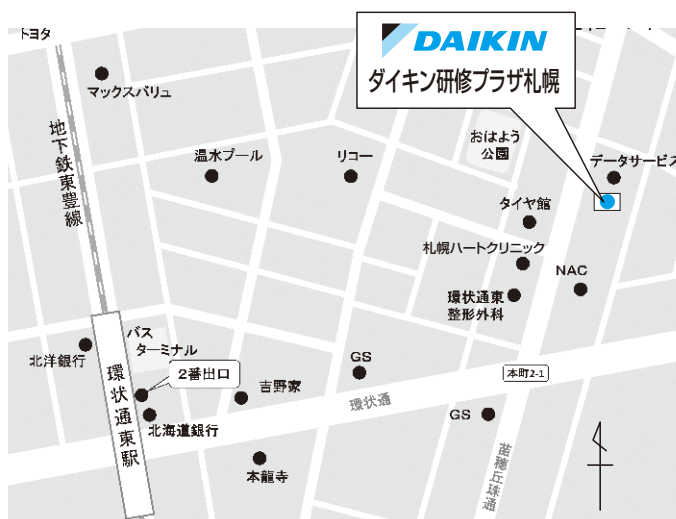 トヨタ
DAIKIN
ダイキン研修プラザ札幌
マックスバリュ
地下鉄東豊線
温水プール
リコー
おはよう
公園
データサービス
タイヤ館
札幌ハートクリニック
NAC
環状通東
整形外科
バス
ターミナル
北洋銀行
2番出口
環状通東駅
吉野家
GS
本町2-1
環状通
北海道銀行
GS
本龍寺
苗穂丘珠通